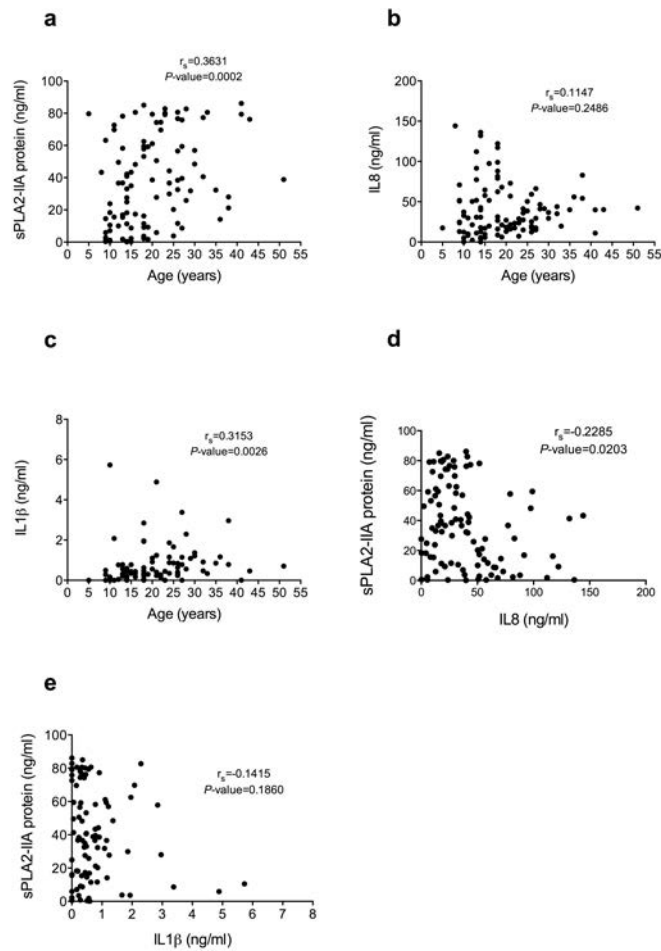 a
r_s=0.3631
P-value=0.0002
sPLA2-IIA protein (ng/ml)
100
80
60
40
20
0
0 5 10 15 20 25 30 35 40 45 50 55
Age (years)
b
r_s=0.1147
P-value=0.2486
IL8 (ng/ml)
200
150
100
50
0
0 5 10 15 20 25 30 35 40 45 50 55
Age (years)
c
r_s=0.3153
P-value=0.0026
IL1β (ng/ml)
8
6
4
2
0
0 5 10 15 20 25 30 35 40 45 50 55
Age (years)
d
r_s=-0.2285
P-value=0.0203
sPLA2-IIA protein (ng/ml)
100
80
60
40
20
0
0 50 100 150 200
IL8 (ng/ml)
e
r_s=-0.1415
P-value=0.1860
sPLA2-IIA protein (ng/ml)
100
80
60
40
20
0
0 1 2 3 4 5 6 7 8
IL1β (ng/ml)